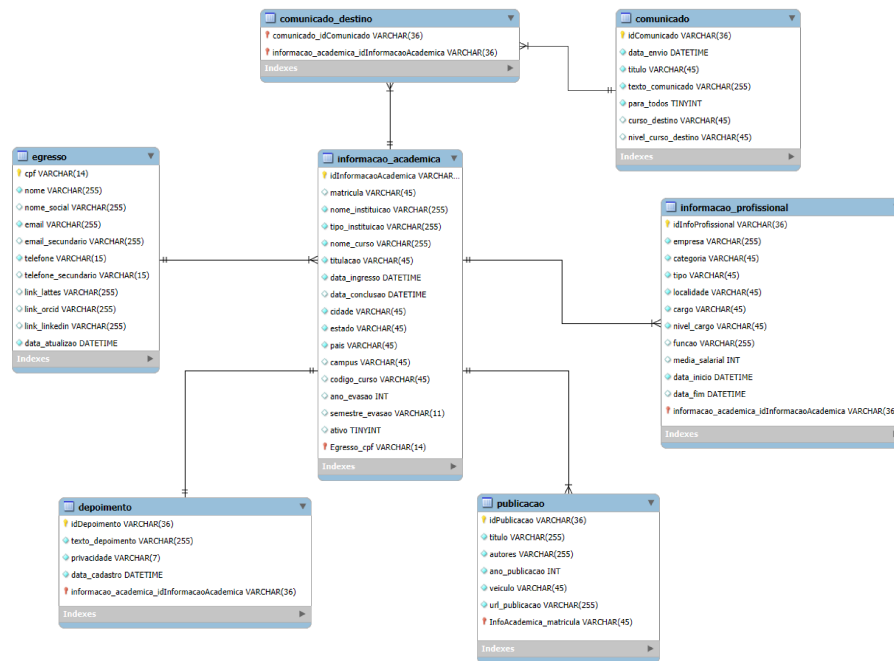 comunicado_destino
comunicado_idComunicado VARCHAR(36)
informacao_academica_idInformacaoAcademica VARCHAR(36)
Indexes
comunicado
idComunicado VARCHAR(36)
data_envio DATETIME
titulo VARCHAR(45)
texto_comunicado VARCHAR(255)
para_todos TINYINT
curso_destino VARCHAR(45)
nivel_curso_destino VARCHAR(45)
Indexes
egresso
cpf VARCHAR(14)
nome VARCHAR(255)
nome_social VARCHAR(255)
email VARCHAR(255)
email_secundario VARCHAR(255)
telefone VARCHAR(15)
telefone_secundario VARCHAR(15)
link_lattes VARCHAR(255)
link_orcid VARCHAR(255)
link_linkedin VARCHAR(255)
data_atualizao DATETIME
Indexes
informacao_academica
idInformacaoAcademica VARCHAR...
matricula VARCHAR(45)
nome_instituicao VARCHAR(255)
tipo_instituicao VARCHAR(255)
nome_curso VARCHAR(255)
titulacao VARCHAR(45)
data_ingresso DATETIME
data_conclusao DATETIME
cidade VARCHAR(45)
estado VARCHAR(45)
pais VARCHAR(45)
campus VARCHAR(45)
codigo_curso VARCHAR(45)
ano_evasao INT
semestre_evasao VARCHAR(11)
ativo TINYINT
Egresso_cpf VARCHAR(14)
Indexes
informacao_profissional
idInfoProfissional VARCHAR(36)
empresa VARCHAR(255)
categoria VARCHAR(45)
tipo VARCHAR(45)
localidade VARCHAR(45)
cargo VARCHAR(45)
nivel_cargo VARCHAR(45)
funcao VARCHAR(255)
media_salarial INT
data_inicio DATETIME
data_fim DATETIME
informacao_academica_idInformacaoAcademica VARCHAR(36
Indexes
depoimento
idDepoimento VARCHAR(36)
texto_depoimento VARCHAR(255)
privacidade VARCHAR(7)
data_cadastro DATETIME
informacao_academica_idInformacaoAcademica VARCHAR(36)
Indexes
publicacao
idPublicacao VARCHAR(36)
titulo VARCHAR(255)
autores VARCHAR(255)
ano_publicacao INT
veiculo VARCHAR(45)
url_publicacao VARCHAR(255)
InfoAcademica_matricula VARCHAR(45)
Indexes